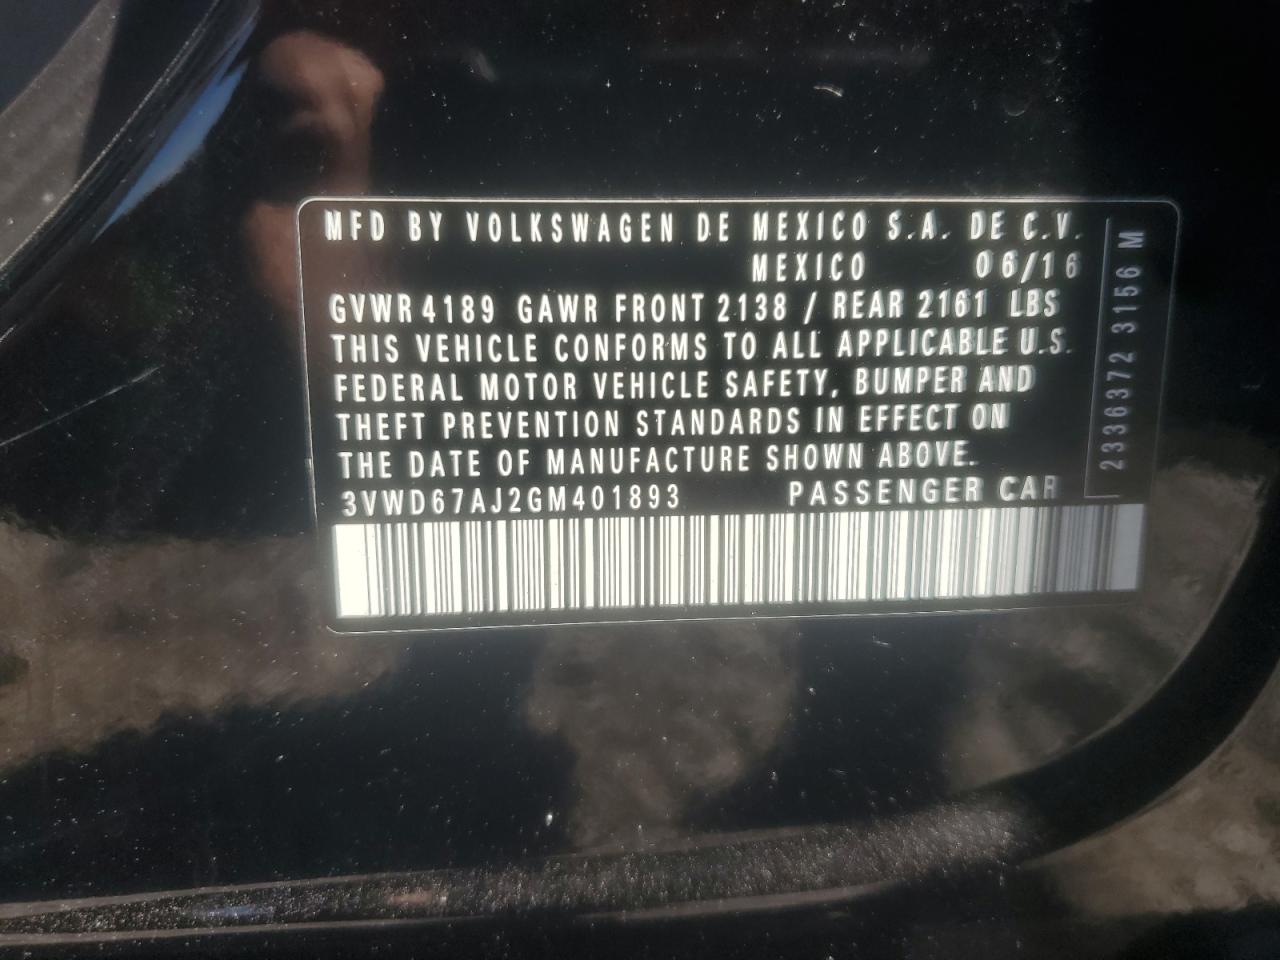 MFD BY VOLKSWAGEN DE MEXICO S.A. DE C.V.
MEXICO 06/16
GVWR 4189 GAWR FRONT 2138 / REAR 2161 LBS
THIS VEHICLE CONFORMS TO ALL APPLICABLE U.S.
FEDERAL MOTOR VEHICLE SAFETY, BUMPER AND
THEFT PREVENTION STANDARDS IN EFFECT ON
THE DATE OF MANUFACTURE SHOWN ABOVE.
3VWD67AJ2GM401893 PASSENGER CAR
2336372 3156 M